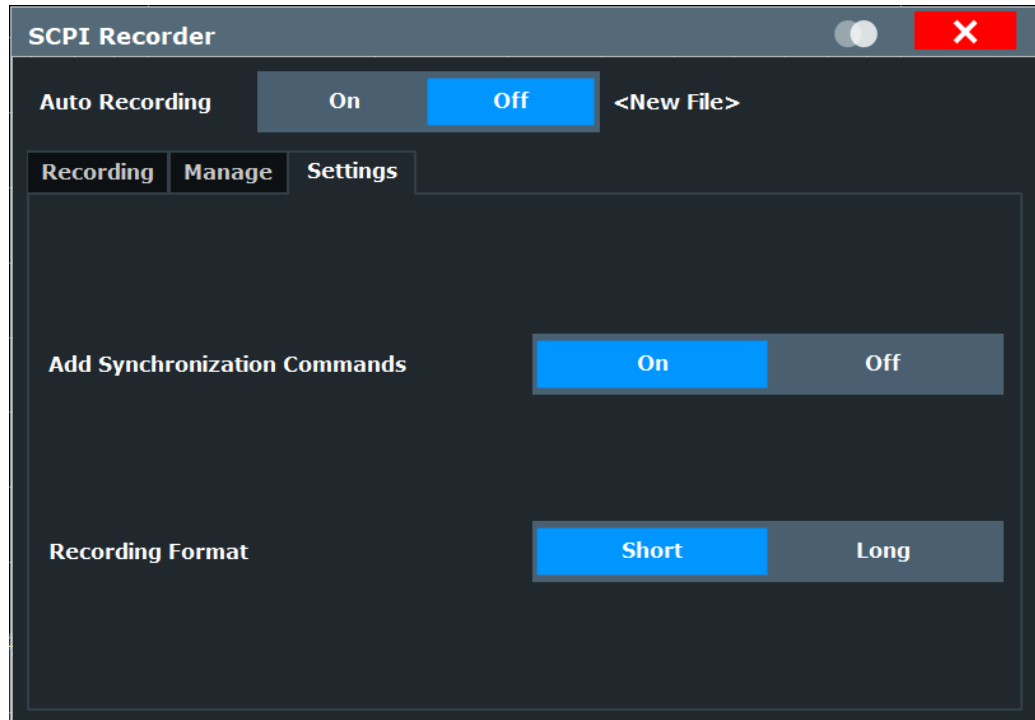 SCPI Recorder
Auto Recording On Off <New File>
Recording Manage Settings
Add Synchronization Commands On Off
Recording Format Short Long